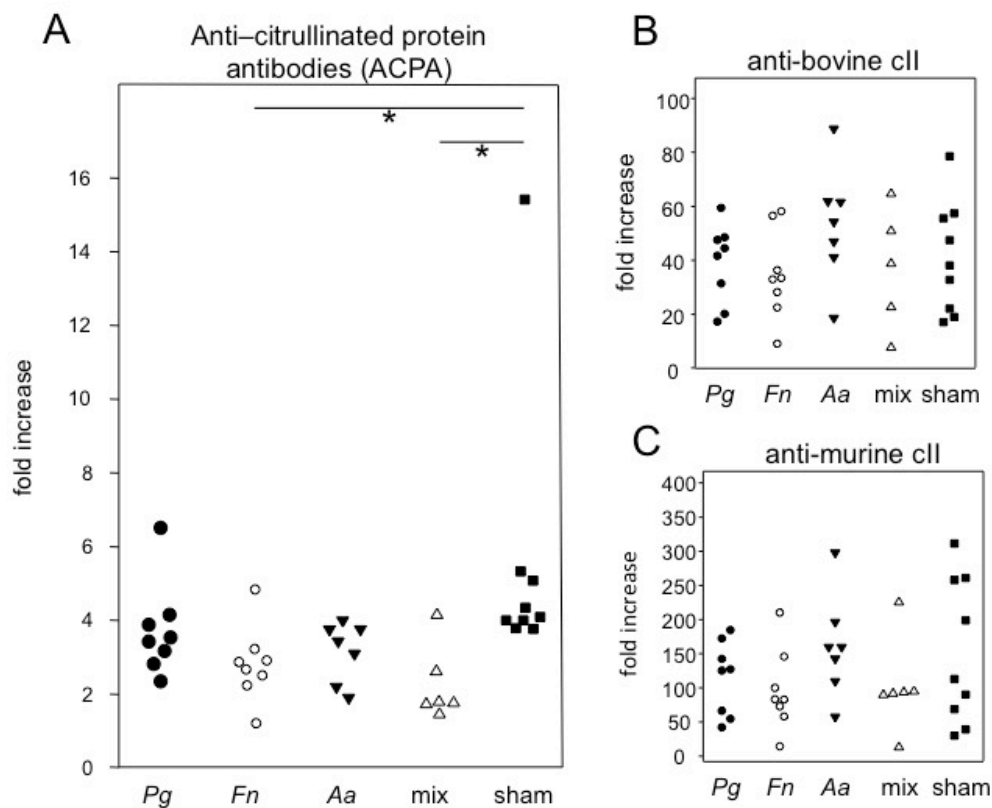 A
Anti–citrullinated protein
antibodies (ACPA)
*
*
16
14
12
10
8
6
4
2
0
fold increase
Pg Fn Aa mix sham
B
anti-bovine cII
100
80
60
40
20
0
fold increase
Pg Fn Aa mix sham
C
anti-murine cII
400
350
300
250
200
150
100
50
0
fold increase
Pg Fn Aa mix sham